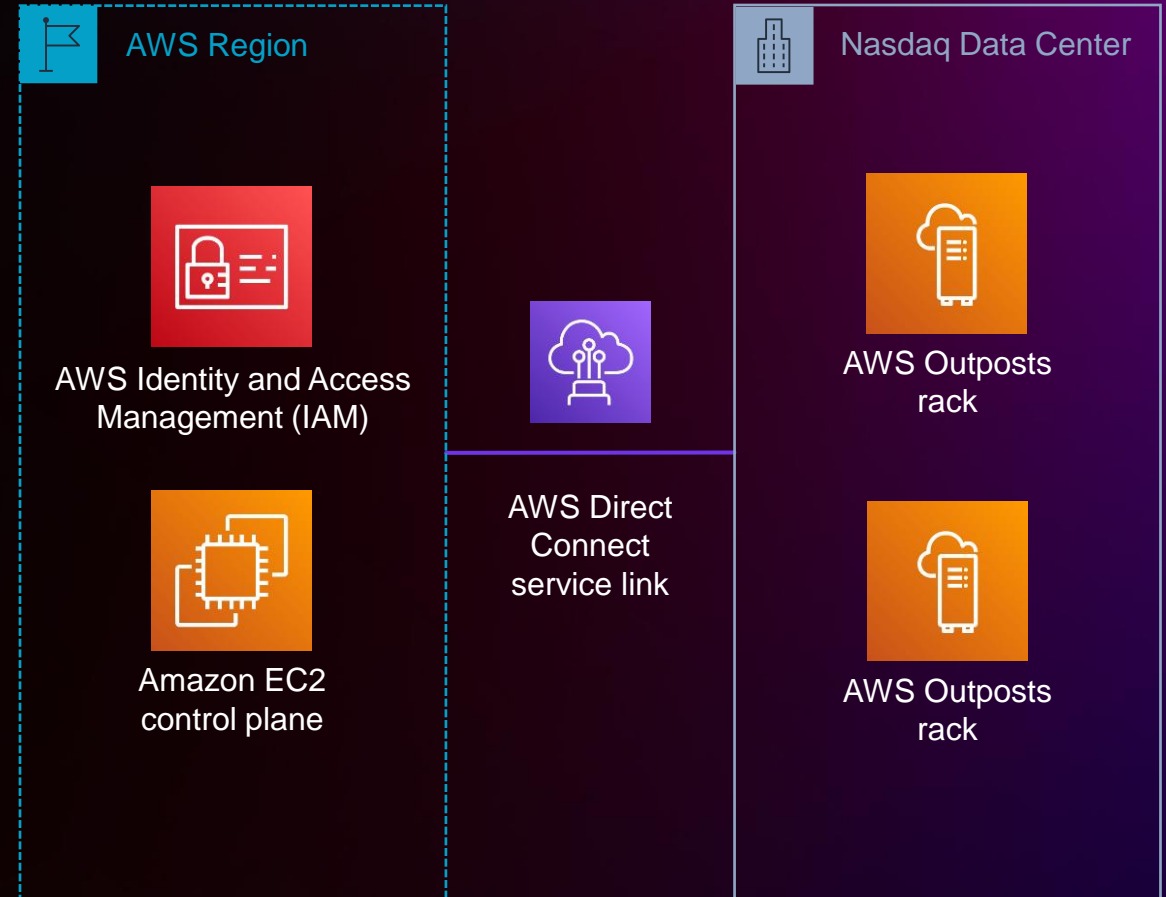 AWS Region
Nasdaq Data Center
AWS Identity and Access
Management (IAM)
Amazon EC2
control plane
AWS Direct
Connect
service link
AWS Outposts
rack
AWS Outposts
rack